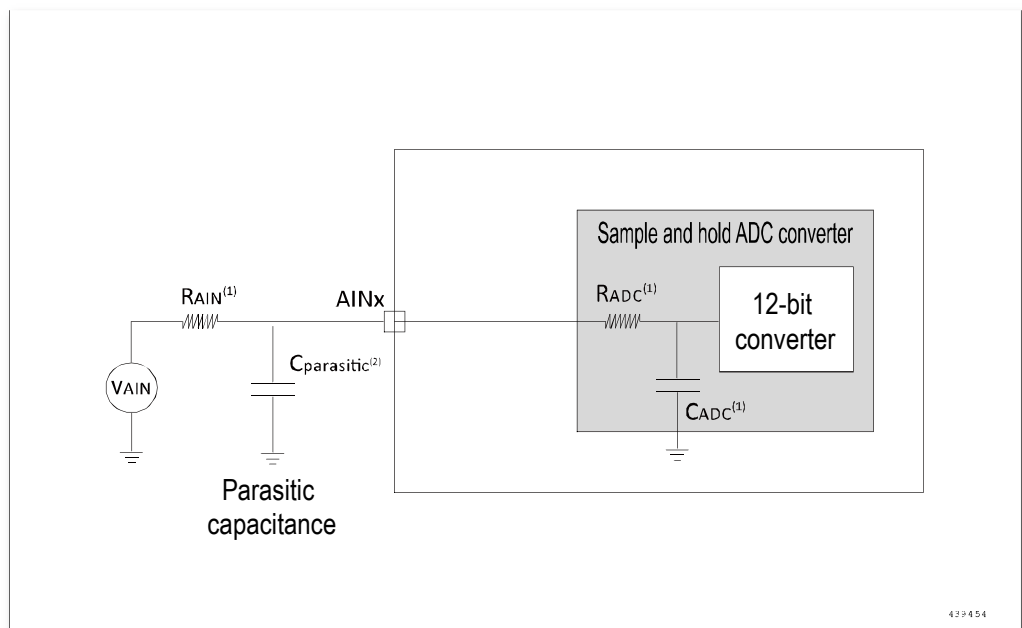 Sample and hold ADC converter
RAIN(1)
AINx
RADC(1)
12-bit
converter
Cparasitic(2)
VAIN
CADC(1)
Parasitic
capacitance
439454